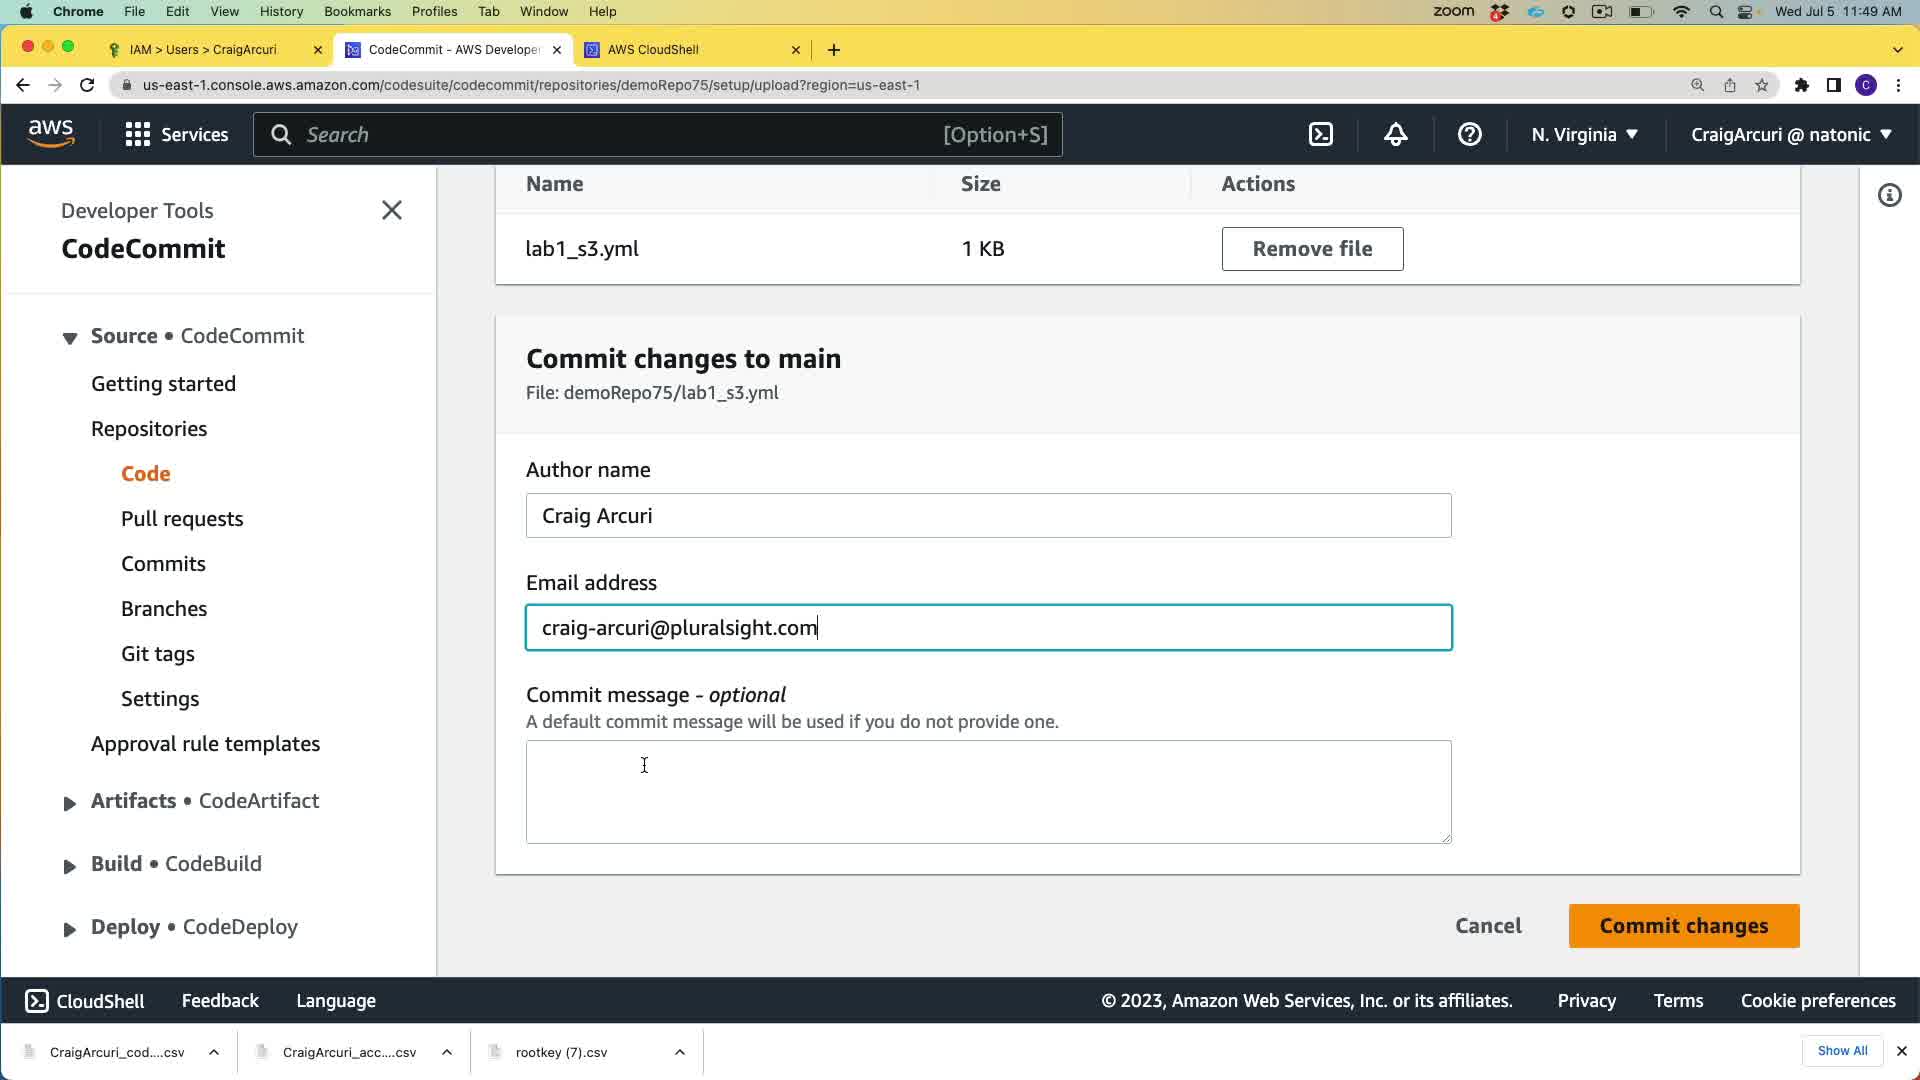 Chrome File Edit View History Bookmarks Profiles Tab Window Help zoom 4 Wed Jul 5 11:49 AM
IAM > Users > CraigArcuri CodeCommit - AWS Develope AWS CloudShell
us-east-1.console.aws.amazon.com/codesuite/codecommit/repositories/demoRepo75/setup/upload?region=us-east-1 C
aws Services Search [Option+S] N. Virginia CraigArcuri @ natonic
Developer Tools
CodeCommit
Source • CodeCommit
Getting started
Repositories
Code
Pull requests
Commits
Branches
Git tags
Settings
Approval rule templates
Artifacts • CodeArtifact
Build • CodeBuild
Deploy • CodeDeploy
Name Size Actions
lab1_s3.yml 1 KB Remove file
Commit changes to main
File: demoRepo75/lab1_s3.yml
Author name
Craig Arcuri
Email address
craig-arcuri@pluralsight.com
Commit message - optional
A default commit message will be used if you do not provide one.
Cancel Commit changes
CloudShell Feedback Language © 2023, Amazon Web Services, Inc. or its affiliates. Privacy Terms Cookie preferences
CraigArcuri_cod....csv CraigArcuri_acc....csv rootkey (7).csv Show All